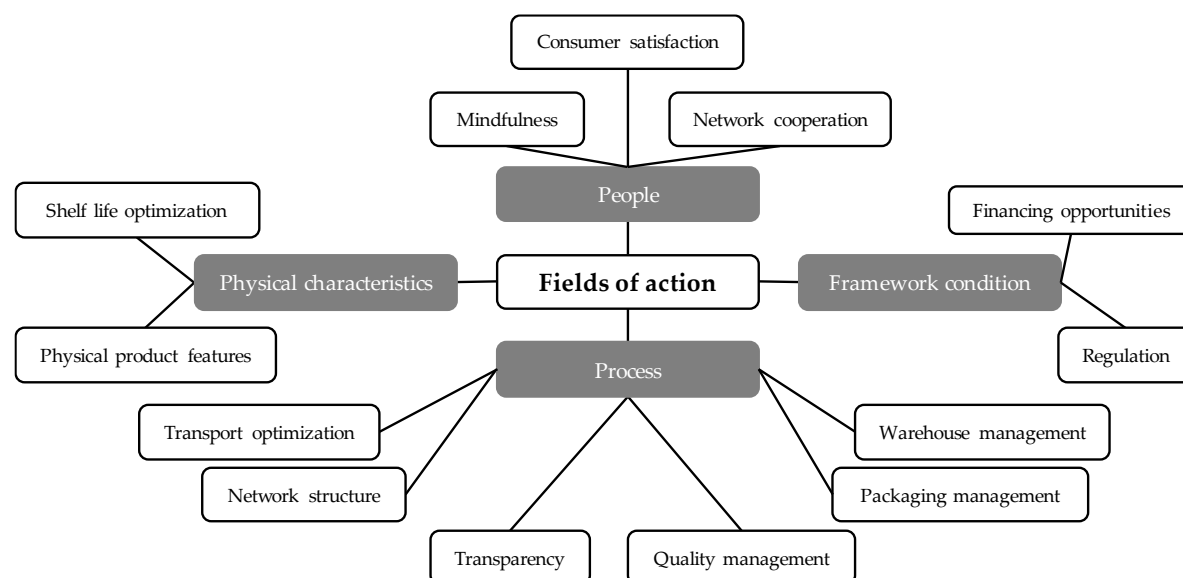 Consumer satisfaction
Mindfulness
Network cooperation
People
Shelf life optimization
Financing opportunities
Physical characteristics
Fields of action
Framework condition
Physical product features
Regulation
Process
Transport optimization
Warehouse management
Network structure
Packaging management
Transparency
Quality management